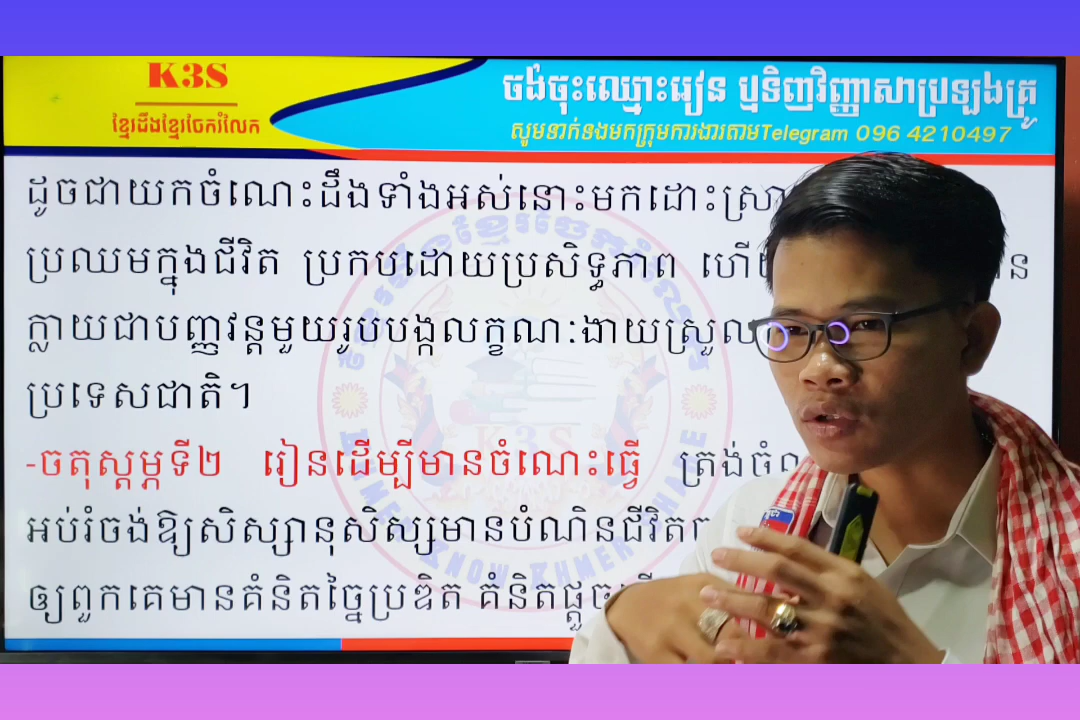 K3S
ខ្មែរដឹងខ្មែរចែករំលែក
ចង់ចុះឈ្មោះរៀន ឬទិញវិញ្ញាសាប្រឡងគ្រូ
សូមទាក់ទងមកក្រុមការងារតាមTelegram 096 4210497
ដូចជាយកចំណេះដឹងទាំងអស់នោះមកដោះស្រា
ប្រឈមក្នុងជីវិត ប្រកបដោយប្រសិទ្ធភាព ហើយ ន
ក្លាយជាបញ្ញវន្តមួយរូបបង្កលក្ខណៈងាយស្រួល
ប្រទេសជាតិ។
-ចតុស្តម្ភទី២ រៀនដើម្បីមានចំណេះធ្វើ ត្រង់ចំណ
អប់រំចង់ឱ្យសិស្សានុសិស្សមានបំណិនជីវិត
ឲ្យពួកគេមានគំនិតច្នៃប្រឌិត គំនិតផ្តួច
K3S